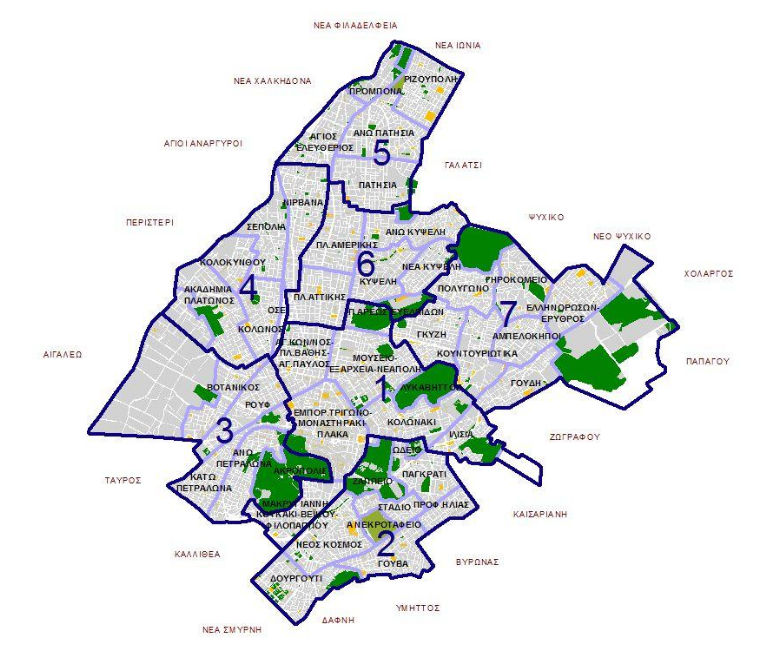 ΝΕΑ ΦΙΛΑΔΕΛΦΕΙΑ
ΝΕΑ ΙΩΝΙΑ
ΝΕΑ ΧΑΛΚΗΔΟΝΑ
ΡΙΖΟΥΠΟΛΗ
ΠΡΟΜΠΟΝΑ
ΑΓΙΟΙ ΑΝΑΡΓΥΡΟΙ
ΑΓΙΟΣ
ΕΛΕΥΘΕΡΙΟΣ
ΑΝΩ ΠΑΤΗΣΙΑ
5
ΓΑΛΑΤΣΙ
ΠΑΤΗΣΙΑ
ΝΙΡΒΑΝΑ
ΠΕΡΙΣΤΕΡΙ
ΣΕΠΟΛΙΑ
ΨΥΧΙΚΟ
ΝΕΟ ΨΥΧΙΚΟ
ΑΝΩ ΚΥΨΕΛΗ
ΠΛ.ΑΜΕΡΙΚΗΣ
6
ΚΟΛΟΚΥΝΘΟΥ
ΝΕΑ ΚΥΨΕΛΗ
ΧΟΛΑΡΓΟΣ
ΚΥΨΕΛΗ
ΠΟΛΥΓΩΝΟ
ΓΗΡΟΚΟΜΕΙΟ
ΑΚΑΔΗΜΙΑ
ΠΛΑΤΩΝΟΣ
4
ΠΛ.ΑΤΤΙΚΗΣ
ΟΣΕ
7
ΕΛΛΗΝΟΡΩΣΩΝ-
ΕΡΥΘΡΟΣ
Π.ΑΡΕΩΣ
ΕΥΕΛΠΙΔΩΝ
ΚΟΛΩΝΟΣ
ΓΚΥΖΗ
ΑΜΠΕΛΟΚΗΠΟΙ
ΑΓ.ΚΩΝ/ΝΟΣ-
ΠΛ.ΒΑΘΗΣ-
ΑΓ.ΠΑΥΛΟΣ
ΑΙΓΑΛΕΩ
ΜΟΥΣΕΙΟ-
ΕΞΑΡΧΕΙΑ-ΝΕΑΠΟΛΗ
ΚΟΥΝΤΟΥΡΙΩΤΙΚΑ
ΠΑΠΑΓΟΥ
1
ΛΥΚΑΒΗΤΤΟΣ
ΓΟΥΔΗ
ΒΟΤΑΝΙΚΟΣ
ΡΟΥΦ
3
ΕΜΠΟΡ.ΤΡΙΓΩΝΟ-
ΜΟΝΑΣΤΗΡΑΚΙ
ΠΛΑΚΑ
ΚΟΛΩΝΑΚΙ
ΙΛΙΣΙΑ
ΖΩΓΡΑΦΟΥ
ΩΔΕΙΟ
ΑΝΩ
ΠΕΤΡΑΛΩΝΑ
ΑΚΡΟΠΟΛΙΣ
ΤΑΥΡΟΣ
ΚΑΤΩ
ΠΕΤΡΑΛΩΝΑ
ΖΑΠΠΕΙΟ
ΠΑΓΚΡΑΤΙ
ΜΑΚΡΥΓΙΑΝΝΗ
ΚΟΥΚΑΚΙ-ΒΕΙΚΟΥ-
ΦΙΛΟΠΑΠΠΟΥ
ΣΤΑΔΙΟ
ΠΡΟΦ.ΗΛΙΑΣ
ΚΑΙΣΑΡΙΑΝΗ
Α ΝΕΚΡΟΤΑΦΕΙΟ
2
ΝΕΟΣ ΚΟΣΜΟΣ
ΚΑΛΛΙΘΕΑ
ΓΟΥΒΑ
ΒΥΡΩΝΑΣ
ΔΟΥΡΓΟΥΤΙ
ΥΜΗΤΤΟΣ
ΔΑΦΝΗ
ΝΕΑ ΣΜΥΡΝΗ